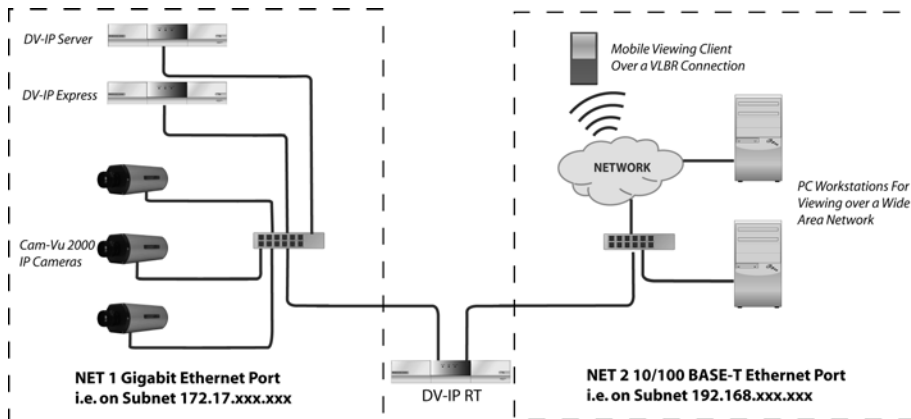 DV-IP Server
DV-IP Express
Cam-Vu 2000
IP Cameras
NET 1 Gigabit Ethernet Port
i.e. on Subnet 172.17.xxx.xxx
DV-IP RT
Mobile Viewing Client
Over a VLBR Connection
NETWORK
PC Workstations For
Viewing over a Wide
Area Network
NET 2 10/100 BASE-T Ethernet Port
i.e. on Subnet 192.168.xxx.xxx